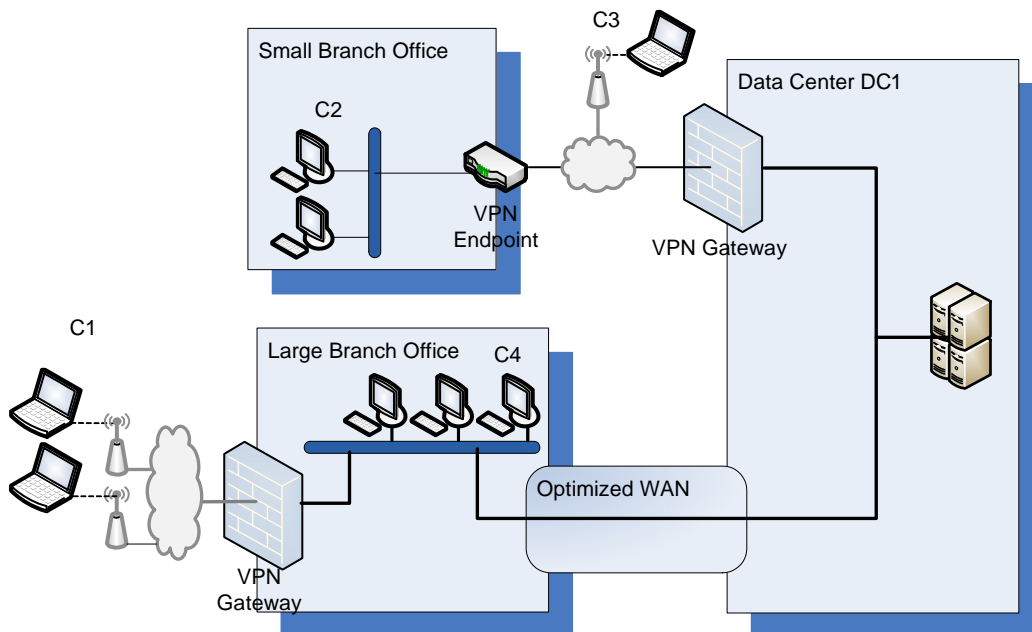 C3
Small Branch Office
Data Center DC1
C2
VPN
Endpoint
VPN Gateway
C1
Large Branch Office
C4
Optimized WAN
VPN
Gateway